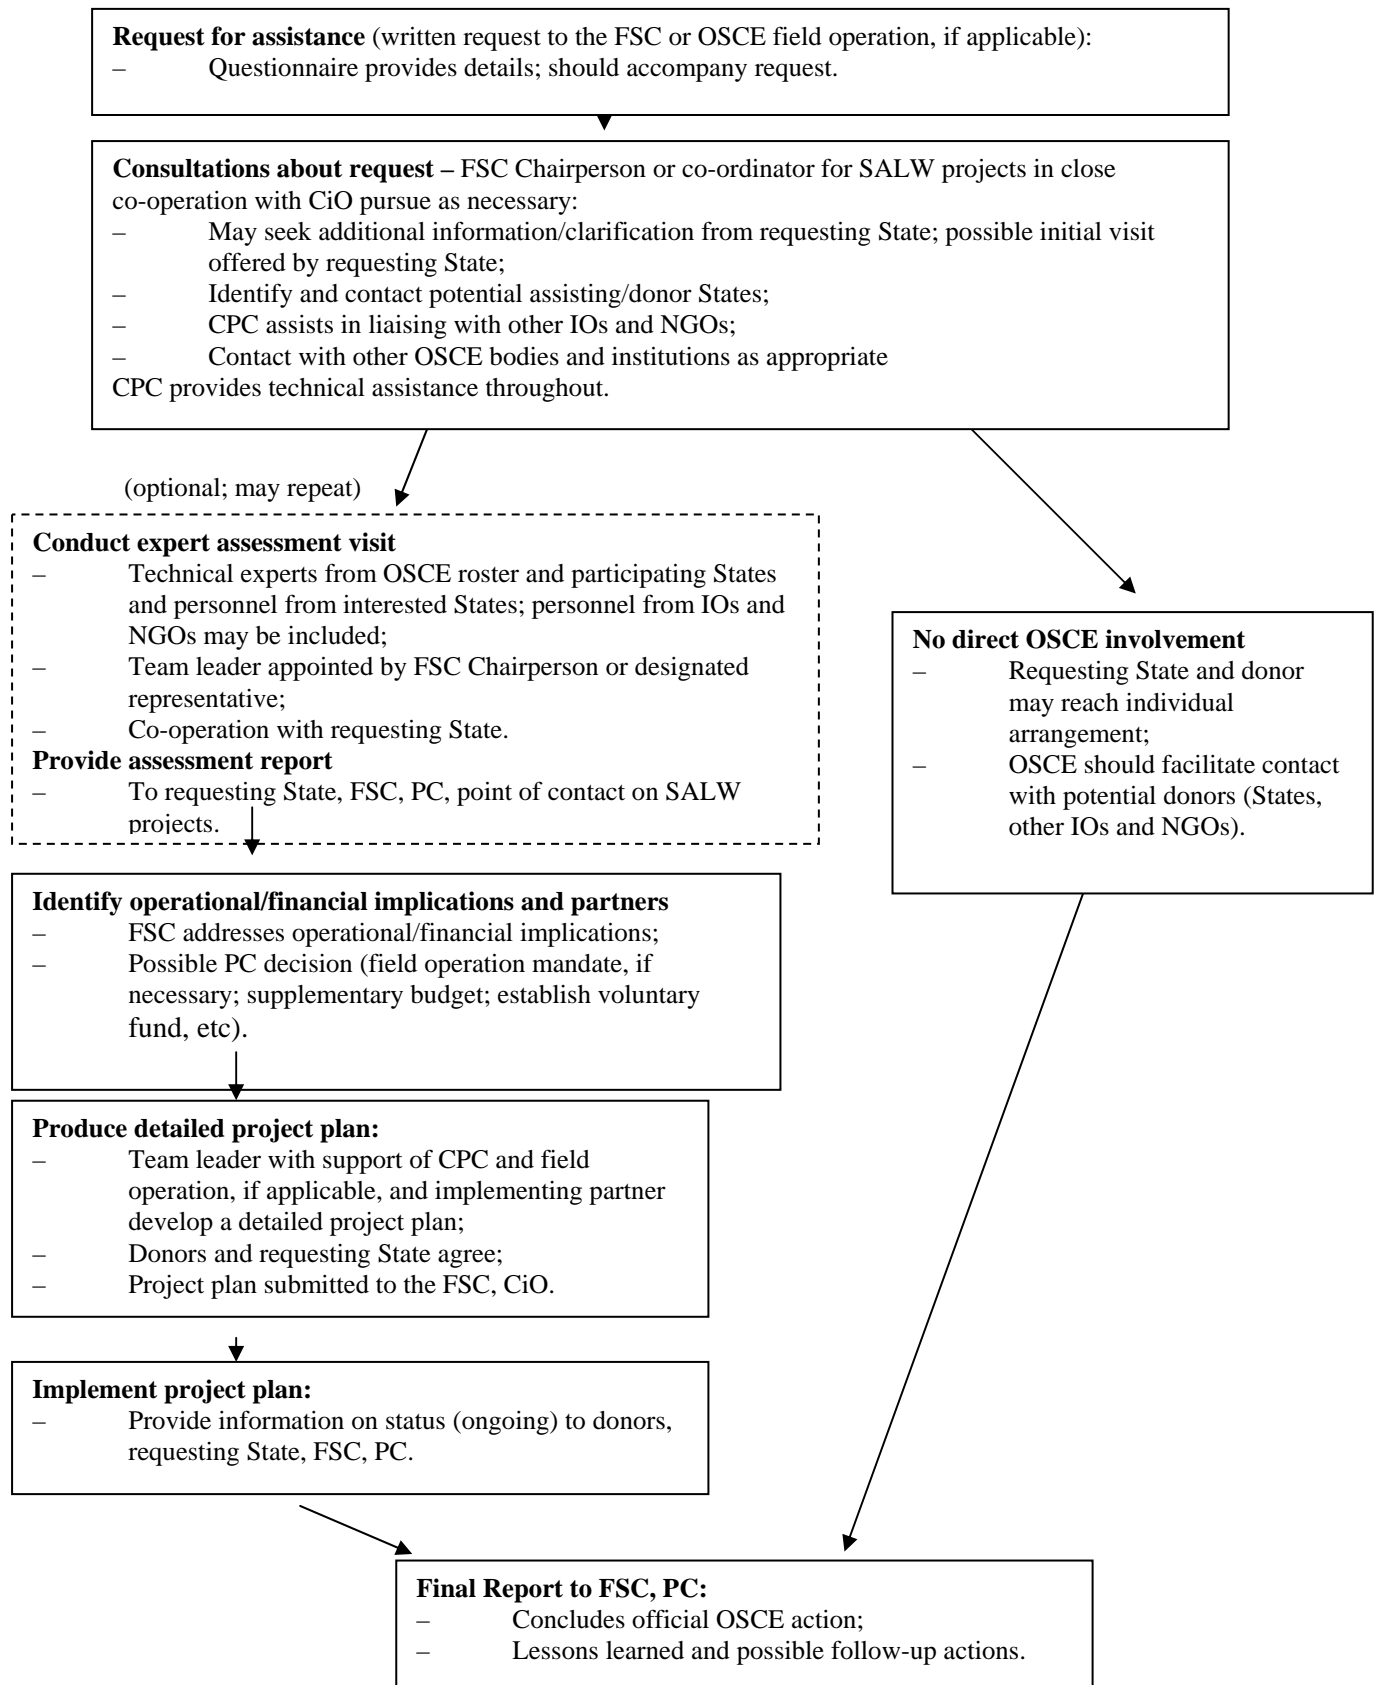 Request for assistance (written request to the FSC or OSCE field operation, if applicable):
– Questionnaire provides details; should accompany request.
Consultations about request – FSC Chairperson or co-ordinator for SALW projects in close
co-operation with CiO pursue as necessary:
– May seek additional information/clarification from requesting State; possible initial visit
offered by requesting State;
– Identify and contact potential assisting/donor States;
– CPC assists in liaising with other IOs and NGOs;
– Contact with other OSCE bodies and institutions as appropriate
CPC provides technical assistance throughout.
(optional; may repeat)
Conduct expert assessment visit
– Technical experts from OSCE roster and participating States
and personnel from interested States; personnel from IOs and
NGOs may be included;
– Team leader appointed by FSC Chairperson or designated
representative;
– Co-operation with requesting State.
Provide assessment report
– To requesting State, FSC, PC, point of contact on SALW
projects.
No direct OSCE involvement
– Requesting State and donor
may reach individual
arrangement;
– OSCE should facilitate contact
with potential donors (States,
other IOs and NGOs).
Identify operational/financial implications and partners
– FSC addresses operational/financial implications;
– Possible PC decision (field operation mandate, if
necessary; supplementary budget; establish voluntary
fund, etc).
Produce detailed project plan:
– Team leader with support of CPC and field
operation, if applicable, and implementing partner
develop a detailed project plan;
– Donors and requesting State agree;
– Project plan submitted to the FSC, CiO.
Implement project plan:
– Provide information on status (ongoing) to donors,
requesting State, FSC, PC.
Final Report to FSC, PC:
– Concludes official OSCE action;
– Lessons learned and possible follow-up actions.